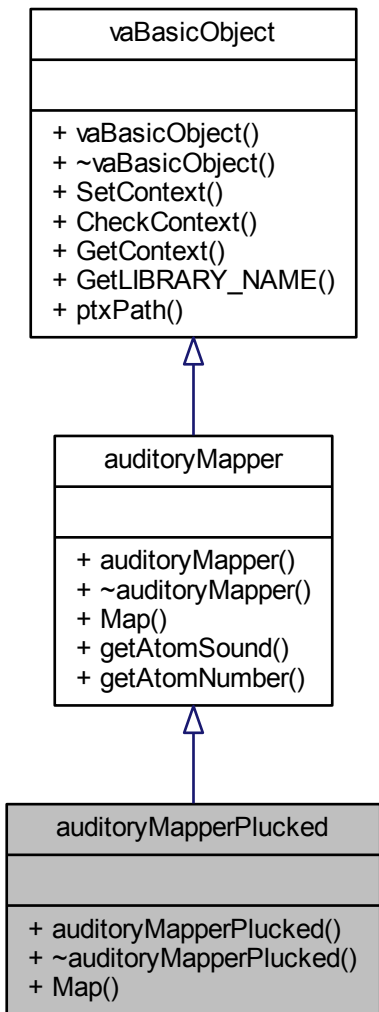 vaBasicObject
+ vaBasicObject()
+ ~vaBasicObject()
+ SetContext()
+ CheckContext()
+ GetContext()
+ GetLIBRARY_NAME()
+ ptxPath()
auditoryMapper
+ auditoryMapper()
+ ~auditoryMapper()
+ Map()
+ getAtomSound()
+ getAtomNumber()
auditoryMapperPlucked
+ auditoryMapperPlucked()
+ ~auditoryMapperPlucked()
+ Map()